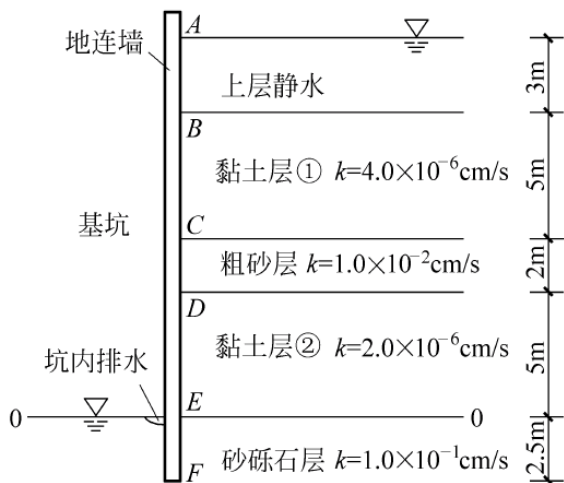 A
地连墙
3m
上层静水
B
黏土层① k=4.0×10⁻⁶cm/s
5m
基坑
C
粗砂层 k=1.0×10⁻²cm/s
2m
D
黏土层② k=2.0×10⁻⁶cm/s
5m
坑内排水
E
0
0
砂砾石层 k=1.0×10⁻¹cm/s
2.5m
F